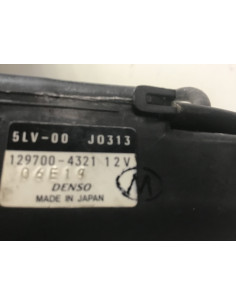 5LV-00 J0313
129700-4321 12V
06E19
DENSO
MADE IN JAPAN
M